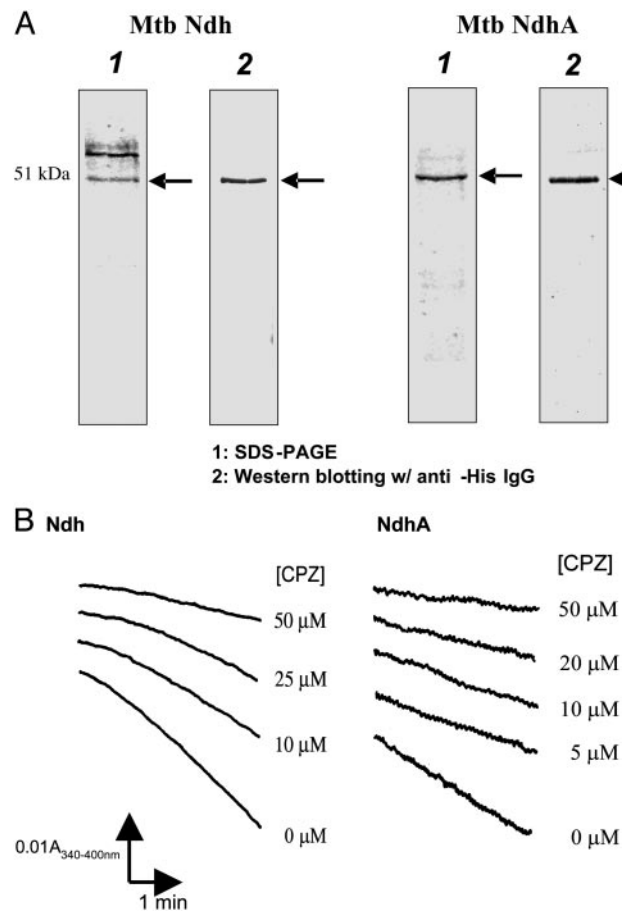 A
Mtb Ndh
Mtb NdhA
1
2
1
2
51 kDa
1: SDS-PAGE
2: Western blotting w/ anti -His IgG
B
Ndh
NdhA
[CPZ]
[CPZ]
50 μM
50 μM
25 μM
20 μM
10 μM
10 μM
5 μM
0 μM
0 μM
0.01A340-400nm
1 min